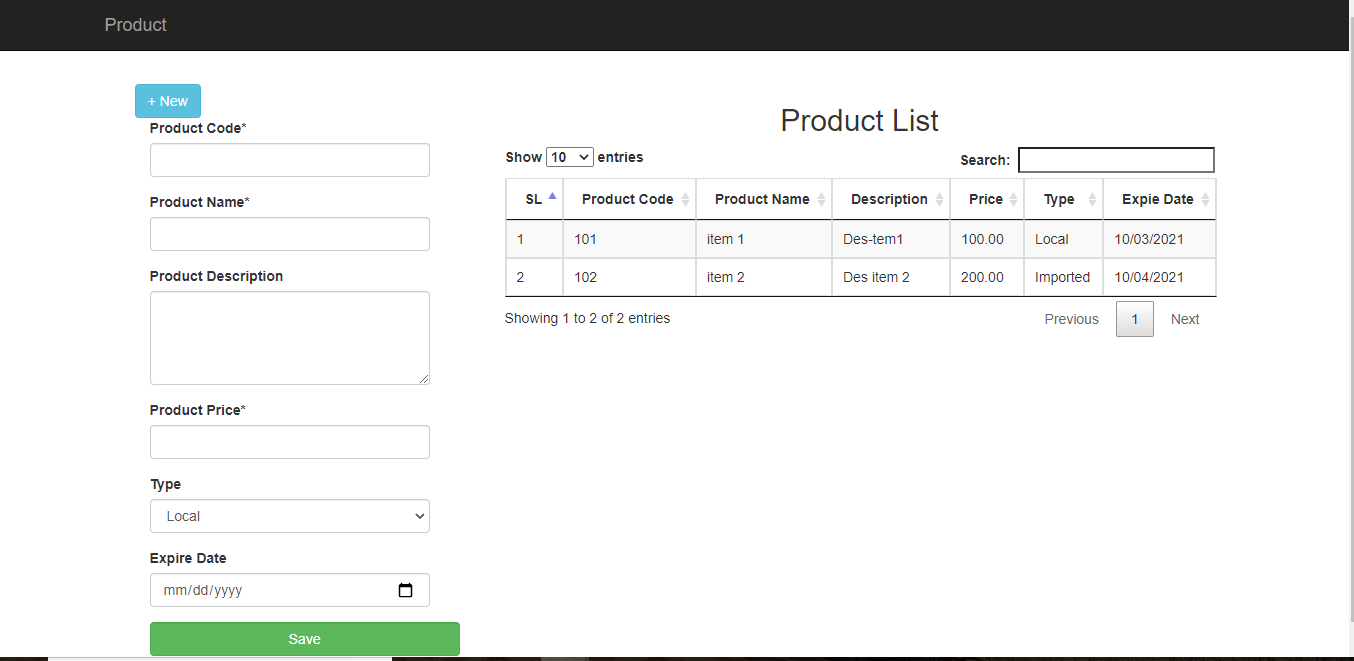 Product
+ New
Product Code*
Product Name*
Product Description
Product Price*
Type
Local
Expire Date
mm/dd/yyyy
Save
Product List
Show 10 entries
Search:
SL Product Code Product Name Description Price Type Expie Date
1 101 item 1 Des-tem1 100.00 Local 10/03/2021
2 102 item 2 Des item 2 200.00 Imported 10/04/2021
Showing 1 to 2 of 2 entries
Previous 1 Next